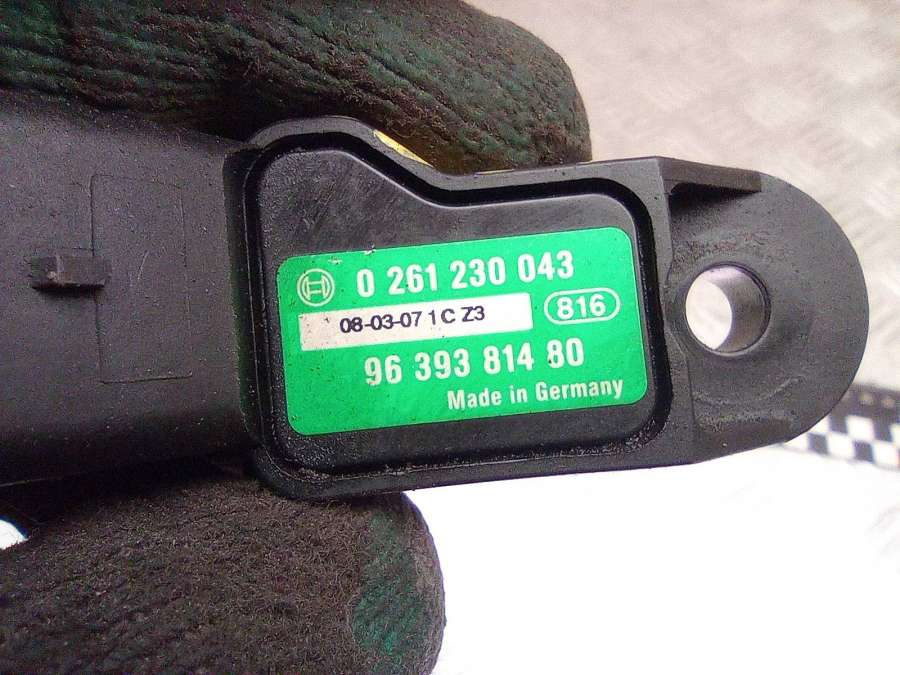 0 261 230 043
08-03-07 1 C Z3
816
96 393 814 80
Made in Germany